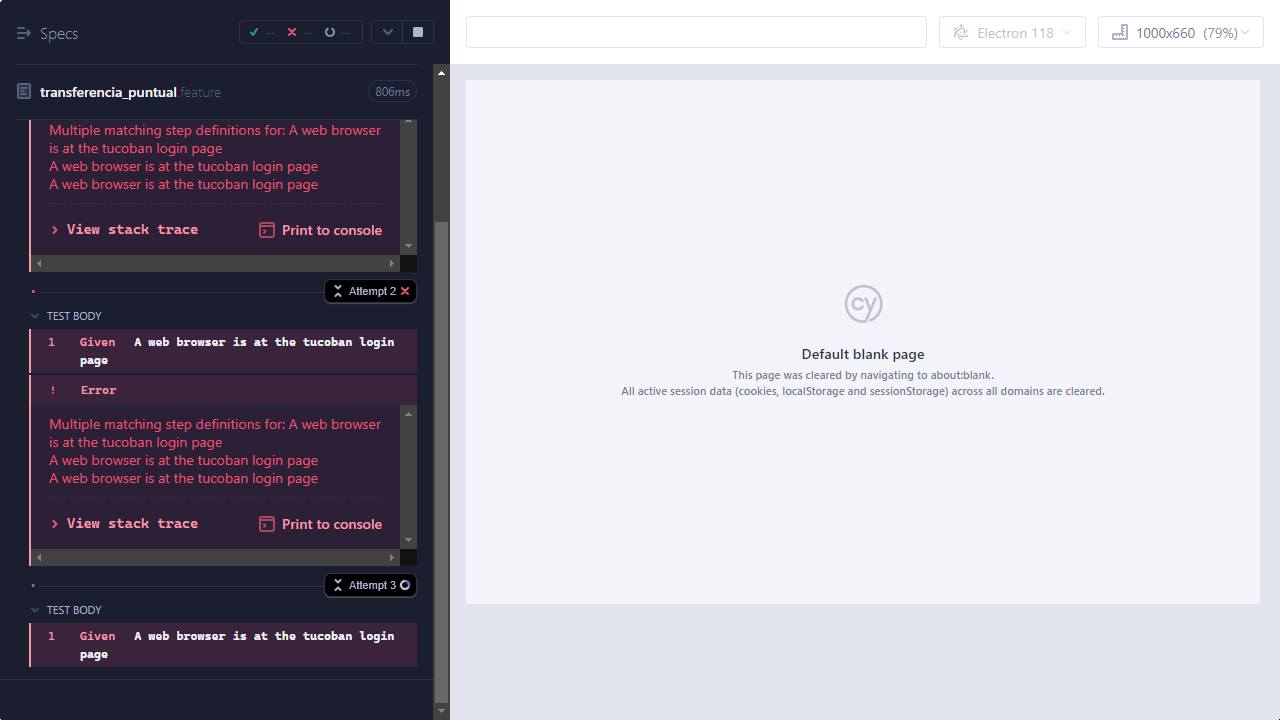 Specs
--
--
--
Electron 118
1000x660 (79%)
transferencia_puntual.feature
806ms
Multiple matching step definitions for: A web browser
is at the tucoban login page
A web browser is at the tucoban login page
A web browser is at the tucoban login page
View stack trace
Print to console
Attempt 2
TEST BODY
1 Given A web browser is at the tucoban login
page
! Error
Multiple matching step definitions for: A web browser
is at the tucoban login page
A web browser is at the tucoban login page
A web browser is at the tucoban login page
View stack trace
Print to console
Attempt 3
TEST BODY
1 Given A web browser is at the tucoban login
page
cy
Default blank page
This page was cleared by navigating to about:blank.
All active session data (cookies, localStorage and sessionStorage) across all domains are cleared.